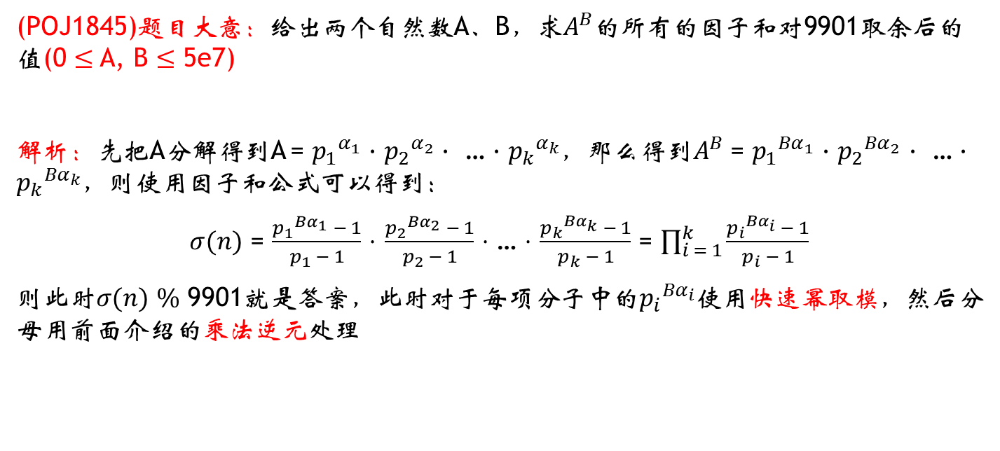 (POJ1845)题目大意：给出两个自然数A、B，求$A^B$的所有的因子和对9901取余后的
值(0 ≤ A, B ≤ 5e7)
解析：先把A分解得到A = $p_1^{\alpha_1} \cdot p_2^{\alpha_2} \cdot … \cdot p_k^{\alpha_k}$，那么得到$A^B = p_1^{B\alpha_1} \cdot p_2^{B\alpha_2} \cdot … \cdot$
$p_k^{B\alpha_k}$，则使用因子和公式可以得到：
$\sigma(n) = \frac{p_1^{B\alpha_1} - 1}{p_1 - 1} \cdot \frac{p_2^{B\alpha_2} - 1}{p_2 - 1} \cdot … \cdot \frac{p_k^{B\alpha_k} - 1}{p_k - 1} = \prod_{i=1}^{k} \frac{p_i^{B\alpha_i} - 1}{p_i - 1}$
则此时$\sigma(n)$ % 9901就是答案，此时对于每项分子中的$p_i^{B\alpha_i}$使用快速幂取模，然后分
母用前面介绍的乘法逆元处理